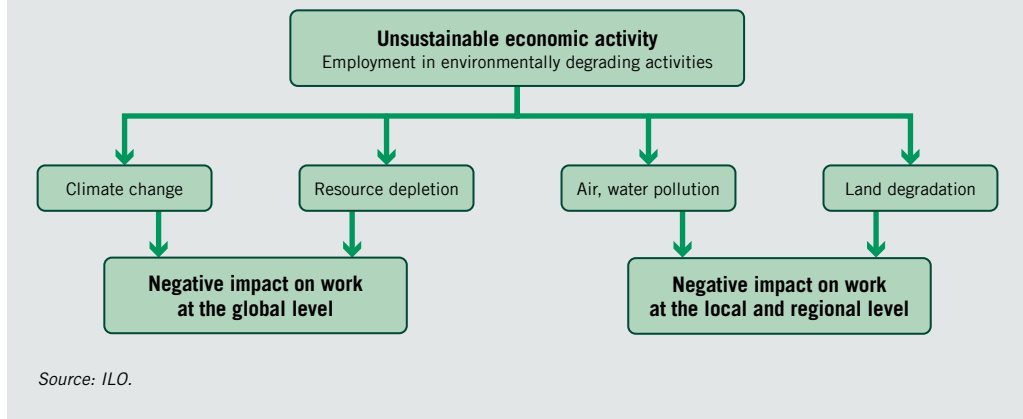 Unsustainable economic activity
Employment in environmentally degrading activities
Climate change
Resource depletion
Air, water pollution
Land degradation
Negative impact on work
at the global level
Negative impact on work
at the local and regional level
Source: ILO.